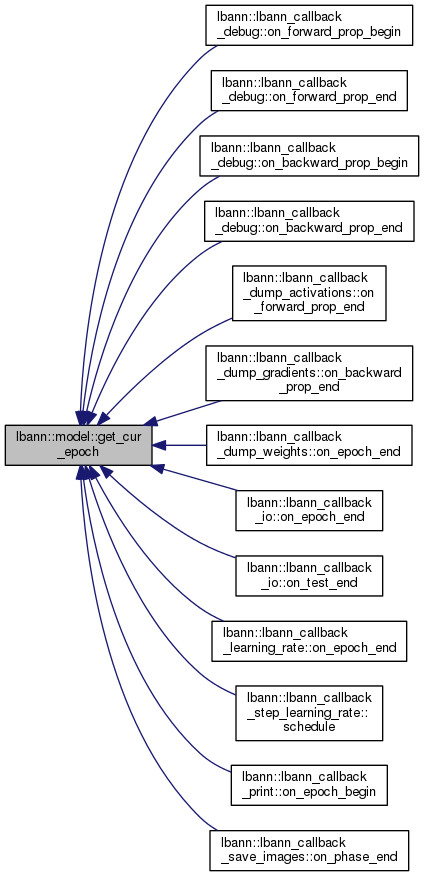 lbann::lbann_callback
_debug::on_forward_prop_begin
lbann::lbann_callback
_debug::on_forward_prop_end
lbann::lbann_callback
_debug::on_backward_prop_begin
lbann::lbann_callback
_debug::on_backward_prop_end
lbann::lbann_callback
_dump_activations::on
_forward_prop_end
lbann::lbann_callback
_dump_gradients::on_backward
_prop_end
lbann::model::get_cur
_epoch
lbann::lbann_callback
_dump_weights::on_epoch_end
lbann::lbann_callback
_io::on_epoch_end
lbann::lbann_callback
_io::on_test_end
lbann::lbann_callback
_learning_rate::on_epoch_end
lbann::lbann_callback
_step_learning_rate::
schedule
lbann::lbann_callback
_print::on_epoch_begin
lbann::lbann_callback
_save_images::on_phase_end